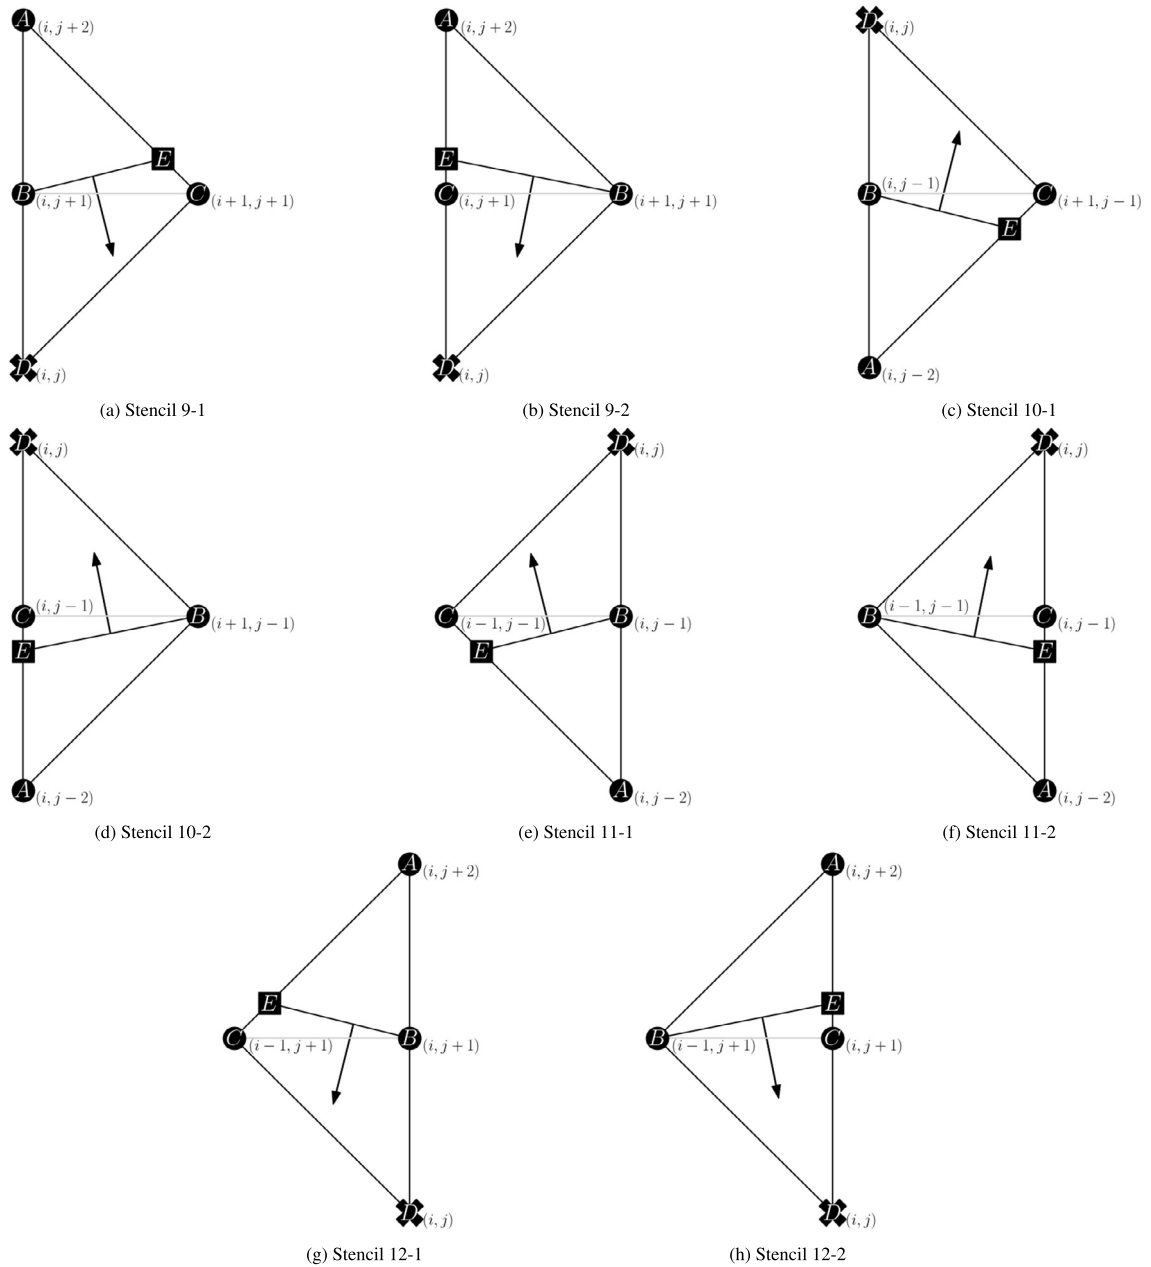 A (i, j + 2)
E
B (i, j + 1)
C (i + 1, j + 1)
D (i, j)
(a) Stencil 9-1
A (i, j + 2)
E
C (i, j + 1)
B (i + 1, j + 1)
D (i, j)
(b) Stencil 9-2
D (i, j)
B (i, j − 1)
C (i + 1, j − 1)
E
A (i, j − 2)
(c) Stencil 10-1
D (i, j)
C (i, j − 1)
B (i + 1, j − 1)
E
A (i, j − 2)
(d) Stencil 10-2
D (i, j)
C (i − 1, j − 1)
B (i, j − 1)
E
A (i, j − 2)
(e) Stencil 11-1
D (i, j)
B (i − 1, j − 1)
C (i, j − 1)
E
A (i, j − 2)
(f) Stencil 11-2
A (i, j + 2)
E
C (i − 1, j + 1)
B (i, j + 1)
D (i, j)
(g) Stencil 12-1
A (i, j + 2)
E
B (i − 1, j + 1)
C (i, j + 1)
D (i, j)
(h) Stencil 12-2